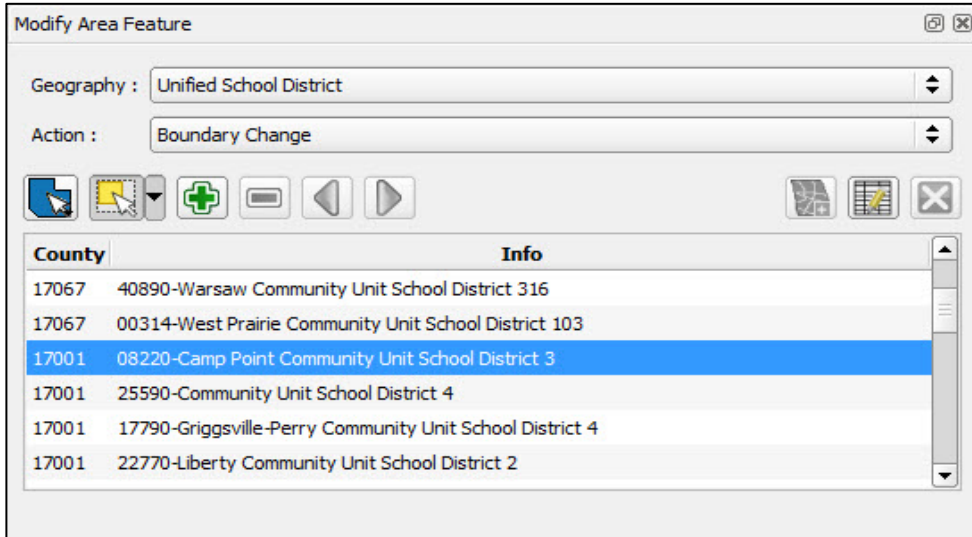 Modify Area Feature
Geography : Unified School District
Action : Boundary Change
County Info
17067 40890-Warsaw Community Unit School District 316
17067 00314-West Prairie Community Unit School District 103
17001 08220-Camp Point Community Unit School District 3
17001 25590-Community Unit School District 4
17001 17790-Griggsville-Perry Community Unit School District 4
17001 22770-Liberty Community Unit School District 2